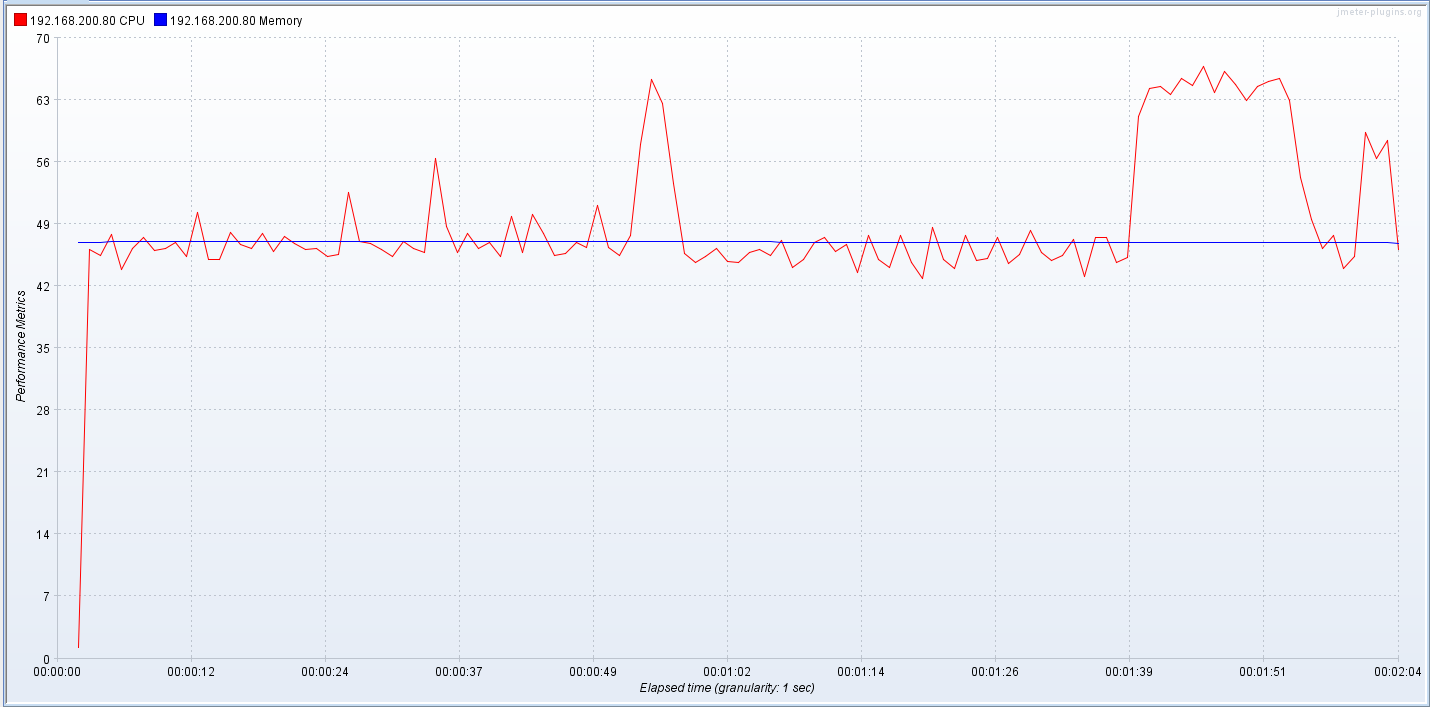 192.168.200.80 CPU 192.168.200.80 Memory
jmeter-plugins.org
70
63
56
49
42
35
28
21
14
7
0
Performance Metrics
00:00:00 00:00:12 00:00:24 00:00:37 00:00:49 00:01:02 00:01:14 00:01:26 00:01:39 00:01:51 00:02:04
Elapsed time (granularity: 1 sec)